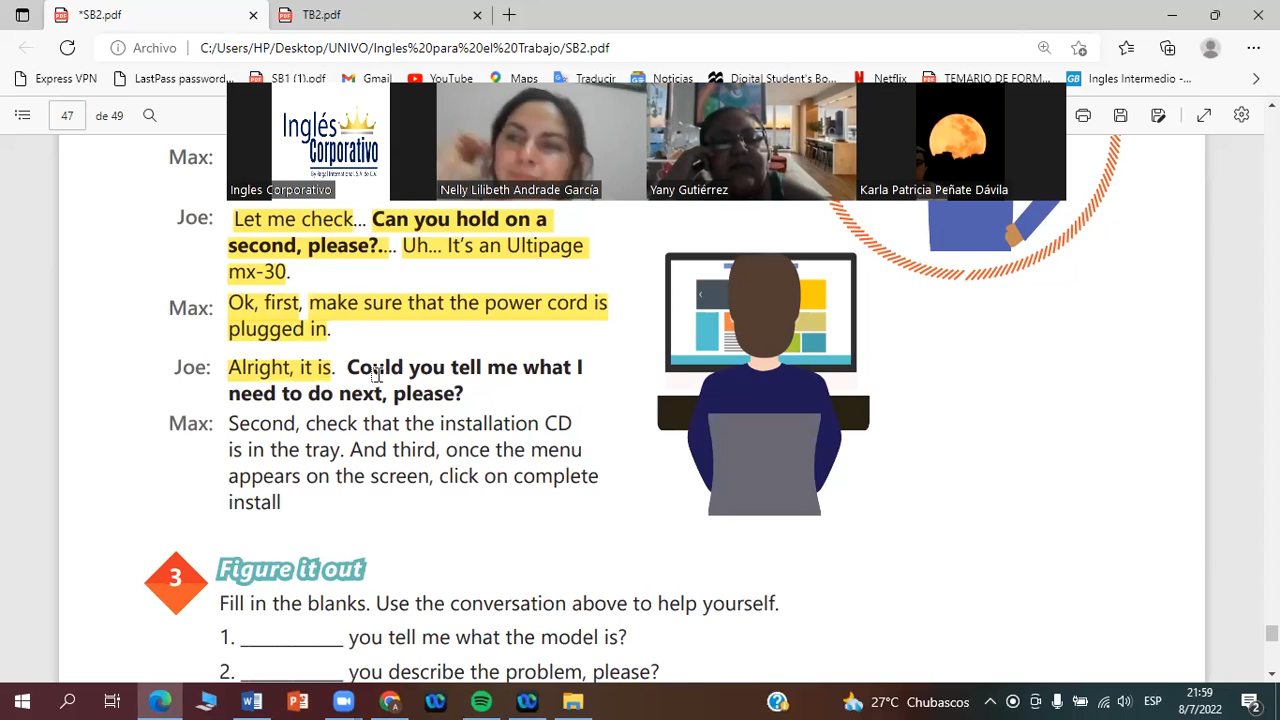 *SB2.pdf
TB2.pdf
Archivo
C:/Users/HP/Desktop/UNIVO/Ingles%20para%20el%20Trabajo/SB2.pdf
Express VPN
LastPass password...
SB1 (1).pdf
Gmail
YouTube
Maps
Traducir
Noticias
Digital Student's Bo...
Netflix
TEMARIO DE FORM...
Ingles Intermedio -...
47
de 49
Inglés
Corporativo
Ingles Corporativo
Nelly Lilibeth Andrade García
Yany Gutiérrez
Karla Patricia Peñate Dávila
Max:
Joe: Let me check... Can you hold on a
second, please?.... Uh... It's an Ultipage
mx-30.
Max: Ok, first, make sure that the power cord is
plugged in.
Joe: Alright, it is. Could you tell me what I
need to do next, please?
Max: Second, check that the installation CD
is in the tray. And third, once the menu
appears on the screen, click on complete
install
3 Figure it out
Fill in the blanks. Use the conversation above to help yourself.
1. __________ you tell me what the model is?
2. __________ you describe the problem, please?
27°C Chubascos
ESP
21:59
8/7/2022
2